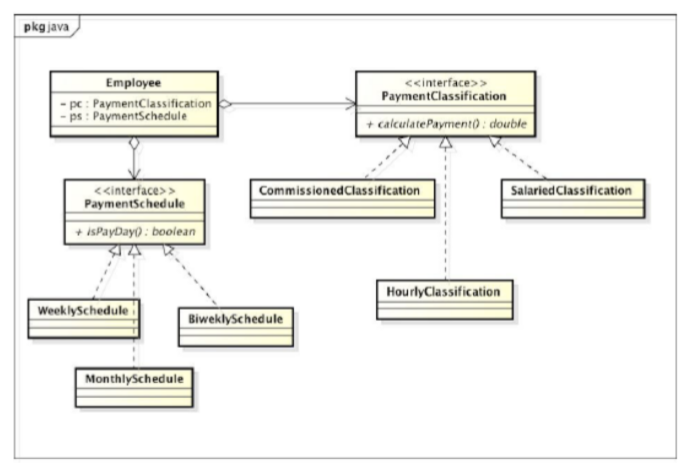 pkg java
Employee
- pc : PaymentClassification
- ps : PaymentSchedule
<<interface>>
PaymentClassification
+ calculatePayment() : double
<<interface>>
PaymentSchedule
+ isPayDay() : boolean
CommissionedClassification
SalariedClassification
HourlyClassification
WeeklySchedule
BiweklySchedule
MonthlySchedule